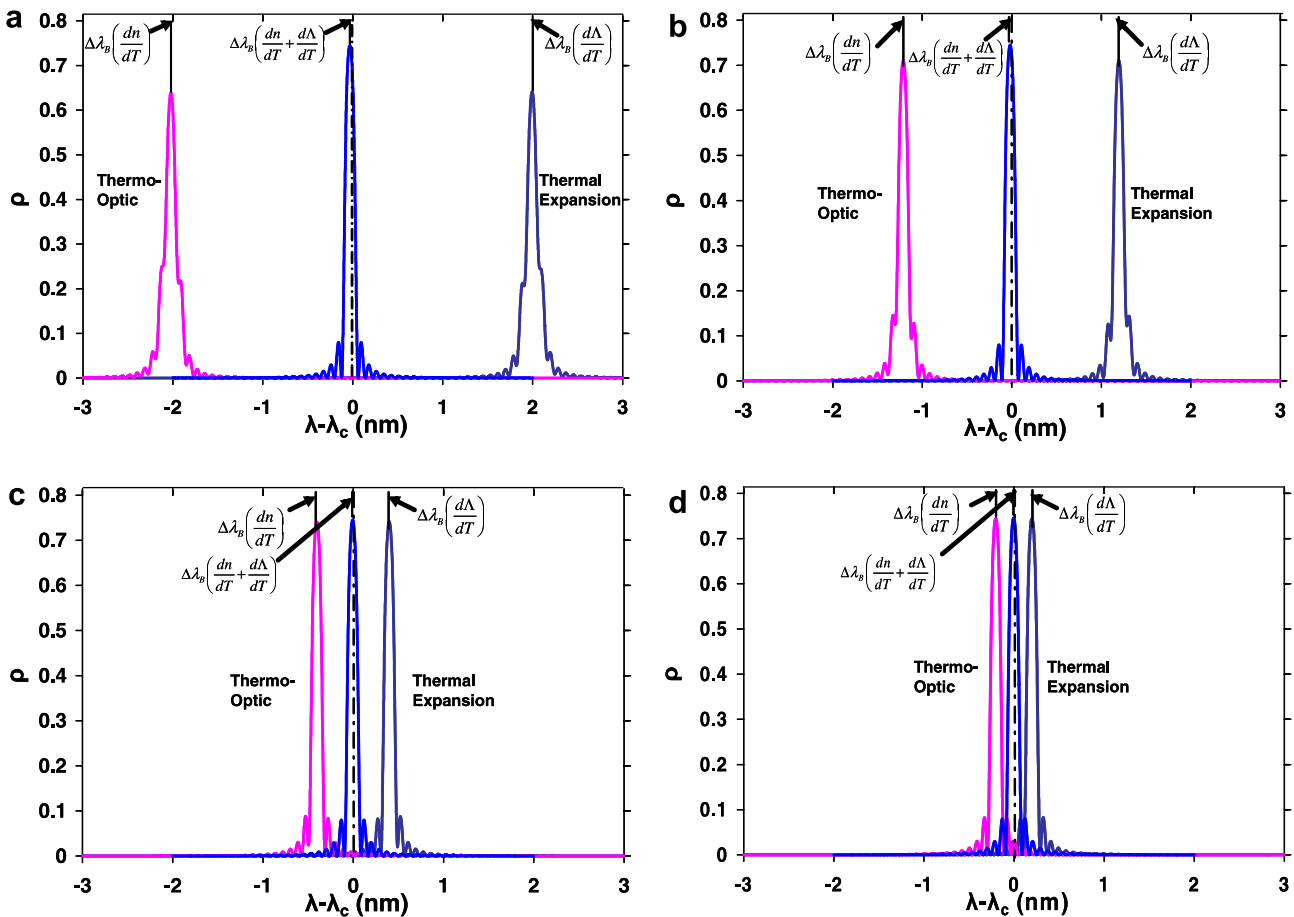 a
0.8
0.7
0.6
0.5
0.4
0.3
0.2
0.1
0
ρ
Δλ_B(dn/dT)
Δλ_B(dn/dT + dΛ/dT)
Δλ_B(dΛ/dT)
Thermo-
Optic
Thermal
Expansion
-3 -2 -1 0 1 2 3
λ-λc (nm)
b
0.8
0.7
0.6
0.5
0.4
0.3
0.2
0.1
0
ρ
Δλ_B(dn/dT)
Δλ_B(dn/dT + dΛ/dT)
Δλ_B(dΛ/dT)
Thermo-
Optic
Thermal
Expansion
-3 -2 -1 0 1 2 3
λ-λc (nm)
c
0.8
0.7
0.6
0.5
0.4
0.3
0.2
0.1
0
ρ
Δλ_B(dn/dT)
Δλ_B(dΛ/dT)
Δλ_B(dn/dT + dΛ/dT)
Thermo-
Optic
Thermal
Expansion
-3 -2 -1 0 1 2 3
λ-λc (nm)
d
0.8
0.7
0.6
0.5
0.4
0.3
0.2
0.1
0
ρ
Δλ_B(dn/dT)
Δλ_B(dΛ/dT)
Δλ_B(dn/dT + dΛ/dT)
Thermo-
Optic
Thermal
Expansion
-3 -2 -1 0 1 2 3
λ-λc (nm)